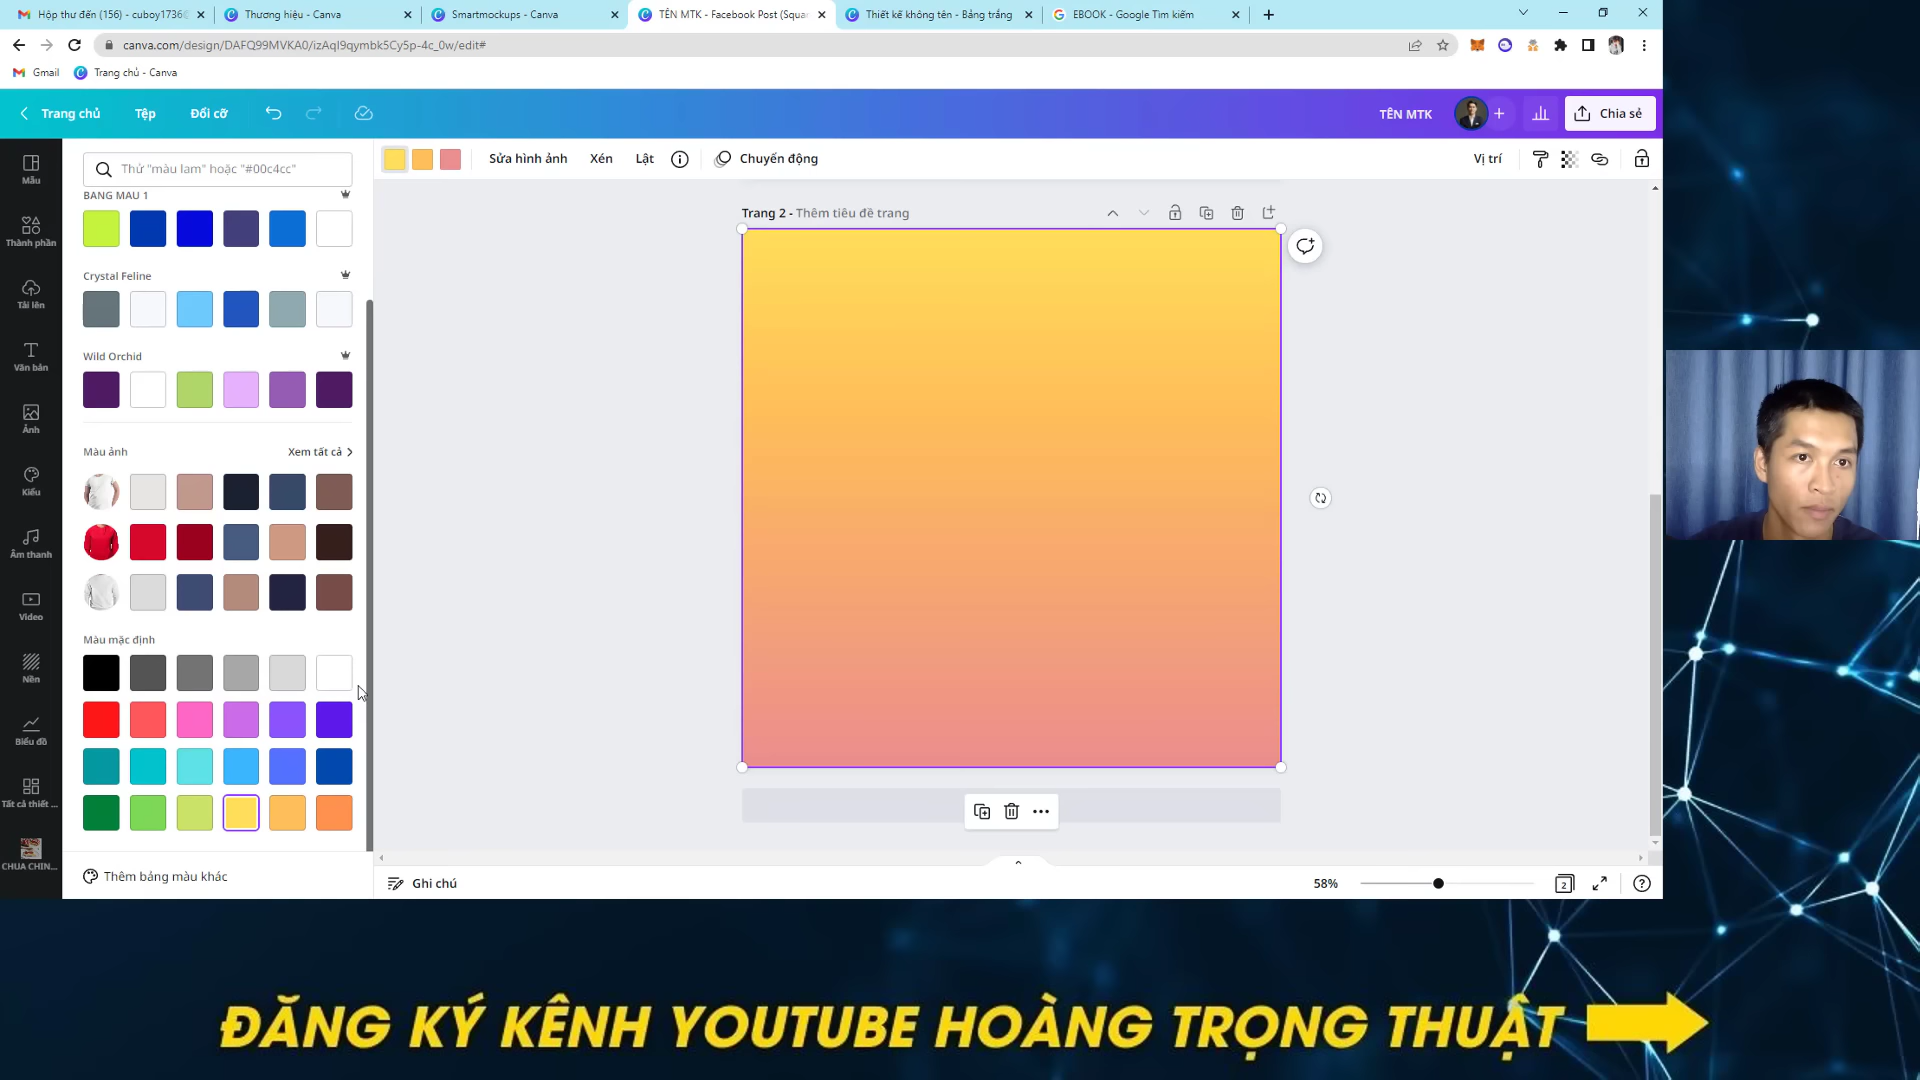 Hộp thư đến (156) - cuboy1736@
Thương hiệu - Canva
Smartmockups - Canva
TÊN MTK - Facebook Post (Squar
Thiết kế không tên - Bảng trắng
EBOOK - Google Tìm kiếm
canva.com/design/DAFQ99MVKA0/izAqI9qymbk5Cy5p-4c_0w/edit#
Gmail
Trang chủ - Canva
Trang chủ
Tệp
Đổi cỡ
TÊN MTK
Chia sẻ
Thử "màu lam" hoặc "#00c4cc"
Sửa hình ảnh
Xén
Lật
Chuyển động
Vị trí
Mẫu
Thành phần
Tải lên
Văn bản
Ảnh
Kiểu
Âm thanh
Video
Nền
Biểu đồ
Tất cả thiết ...
CHUA CHIN...
BANG MAU 1
Crystal Feline
Wild Orchid
Màu ảnh
Xem tất cả
Màu mặc định
Thêm bảng màu khác
Trang 2 - Thêm tiêu đề trang
Ghi chú
58%
2
ĐĂNG KÝ KÊNH YOUTUBE HOÀNG TRỌNG THUẬT